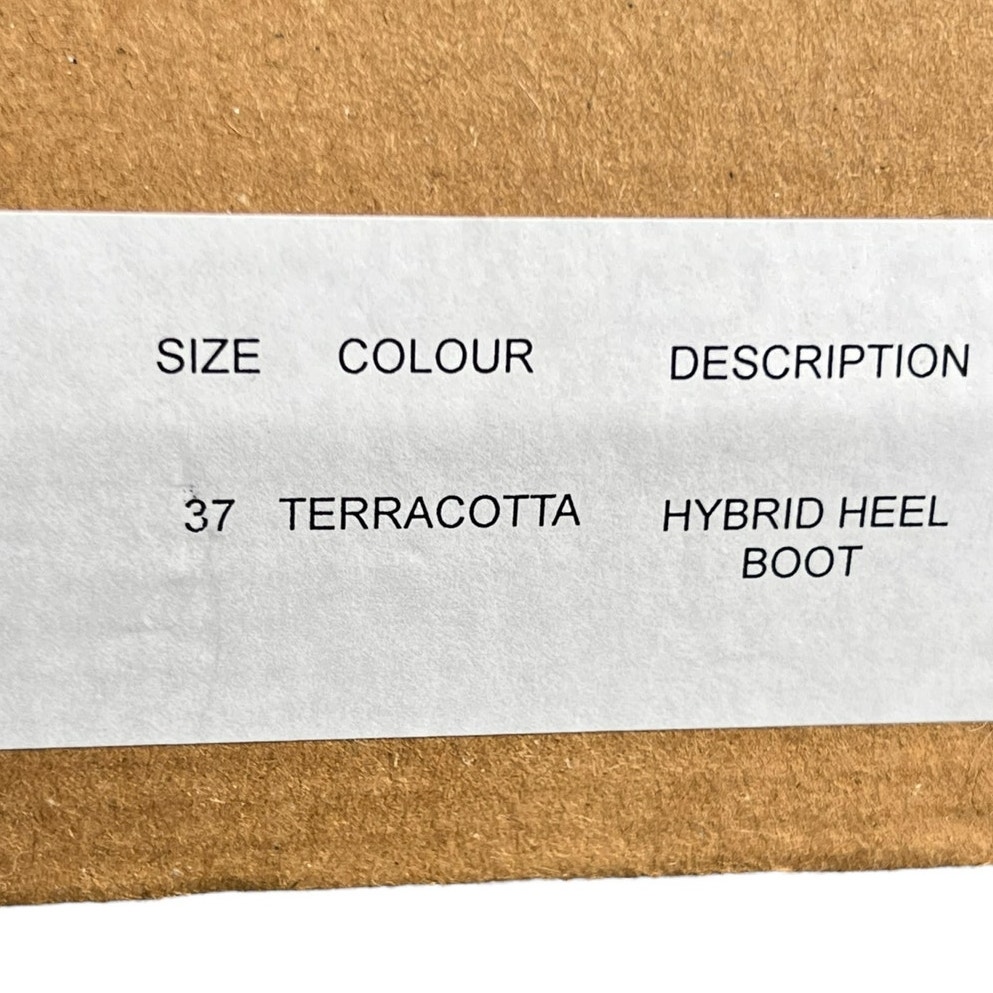 SIZE COLOUR DESCRIPTION
37 TERRACOTTA HYBRID HEEL
BOOT